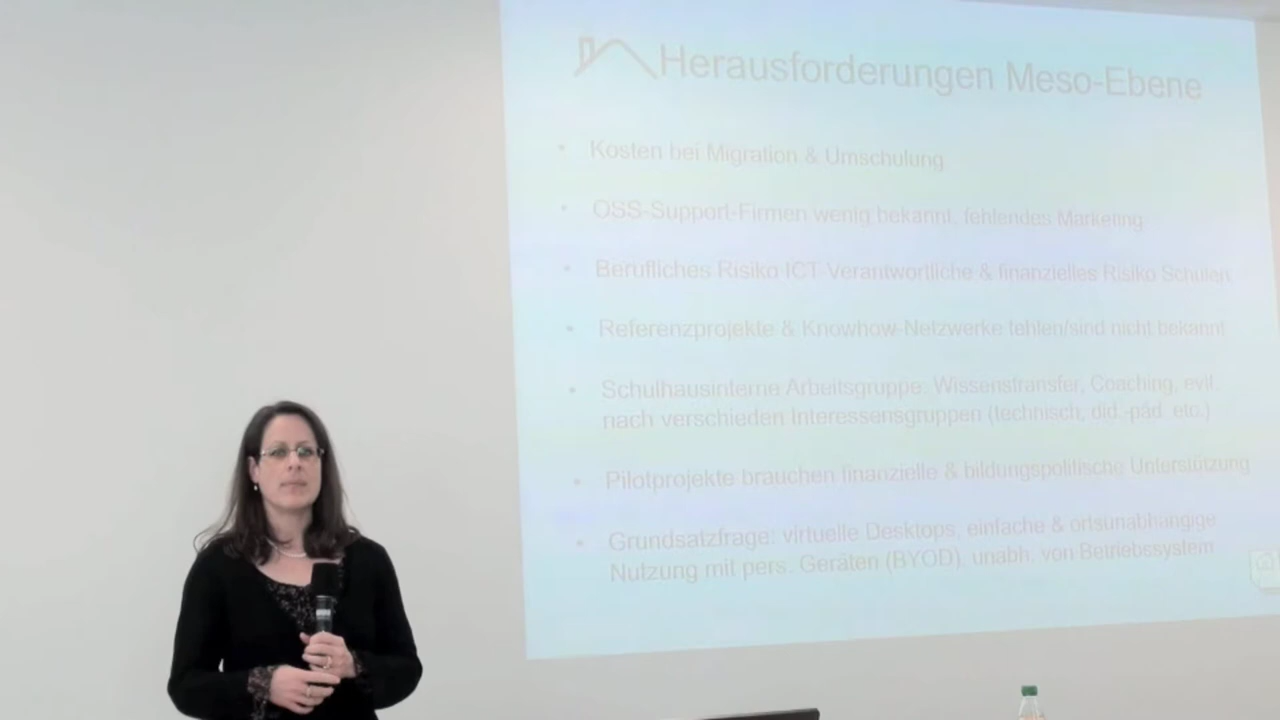 Herausforderungen Meso-Ebene
• Kosten bei Migration & Umschulung
• OSS-Support-Firmen wenig bekannt, fehlendes Marketing
• Berufliches Risiko ICT-Verantwortliche & finanzielles Risiko Schulen
• Referenzprojekte & Knowhow-Netzwerke fehlen/sind nicht bekannt
• Schulhausinterne Arbeitsgruppe: Wissenstransfer, Coaching, evtl.
nach verschieden Interessensgruppen (technisch, did.-päd. etc.)
• Pilotprojekte brauchen finanzielle & bildungspolitische Unterstützung
• Grundsatzfrage: virtuelle Desktops, einfache & ortsunabhängige
Nutzung mit pers. Geräten (BYOD), unabh. von Betriebssystem